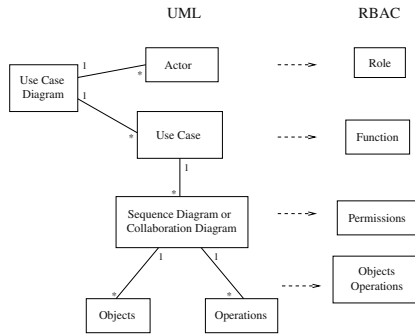 UML
RBAC
1
Actor
Role
*
Use Case
Diagram
1
*
Use Case
Function
1
*
Sequence Diagram or
Collaboration Diagram
Permissions
1
1
Objects
Operations
*
*
Objects
Operations